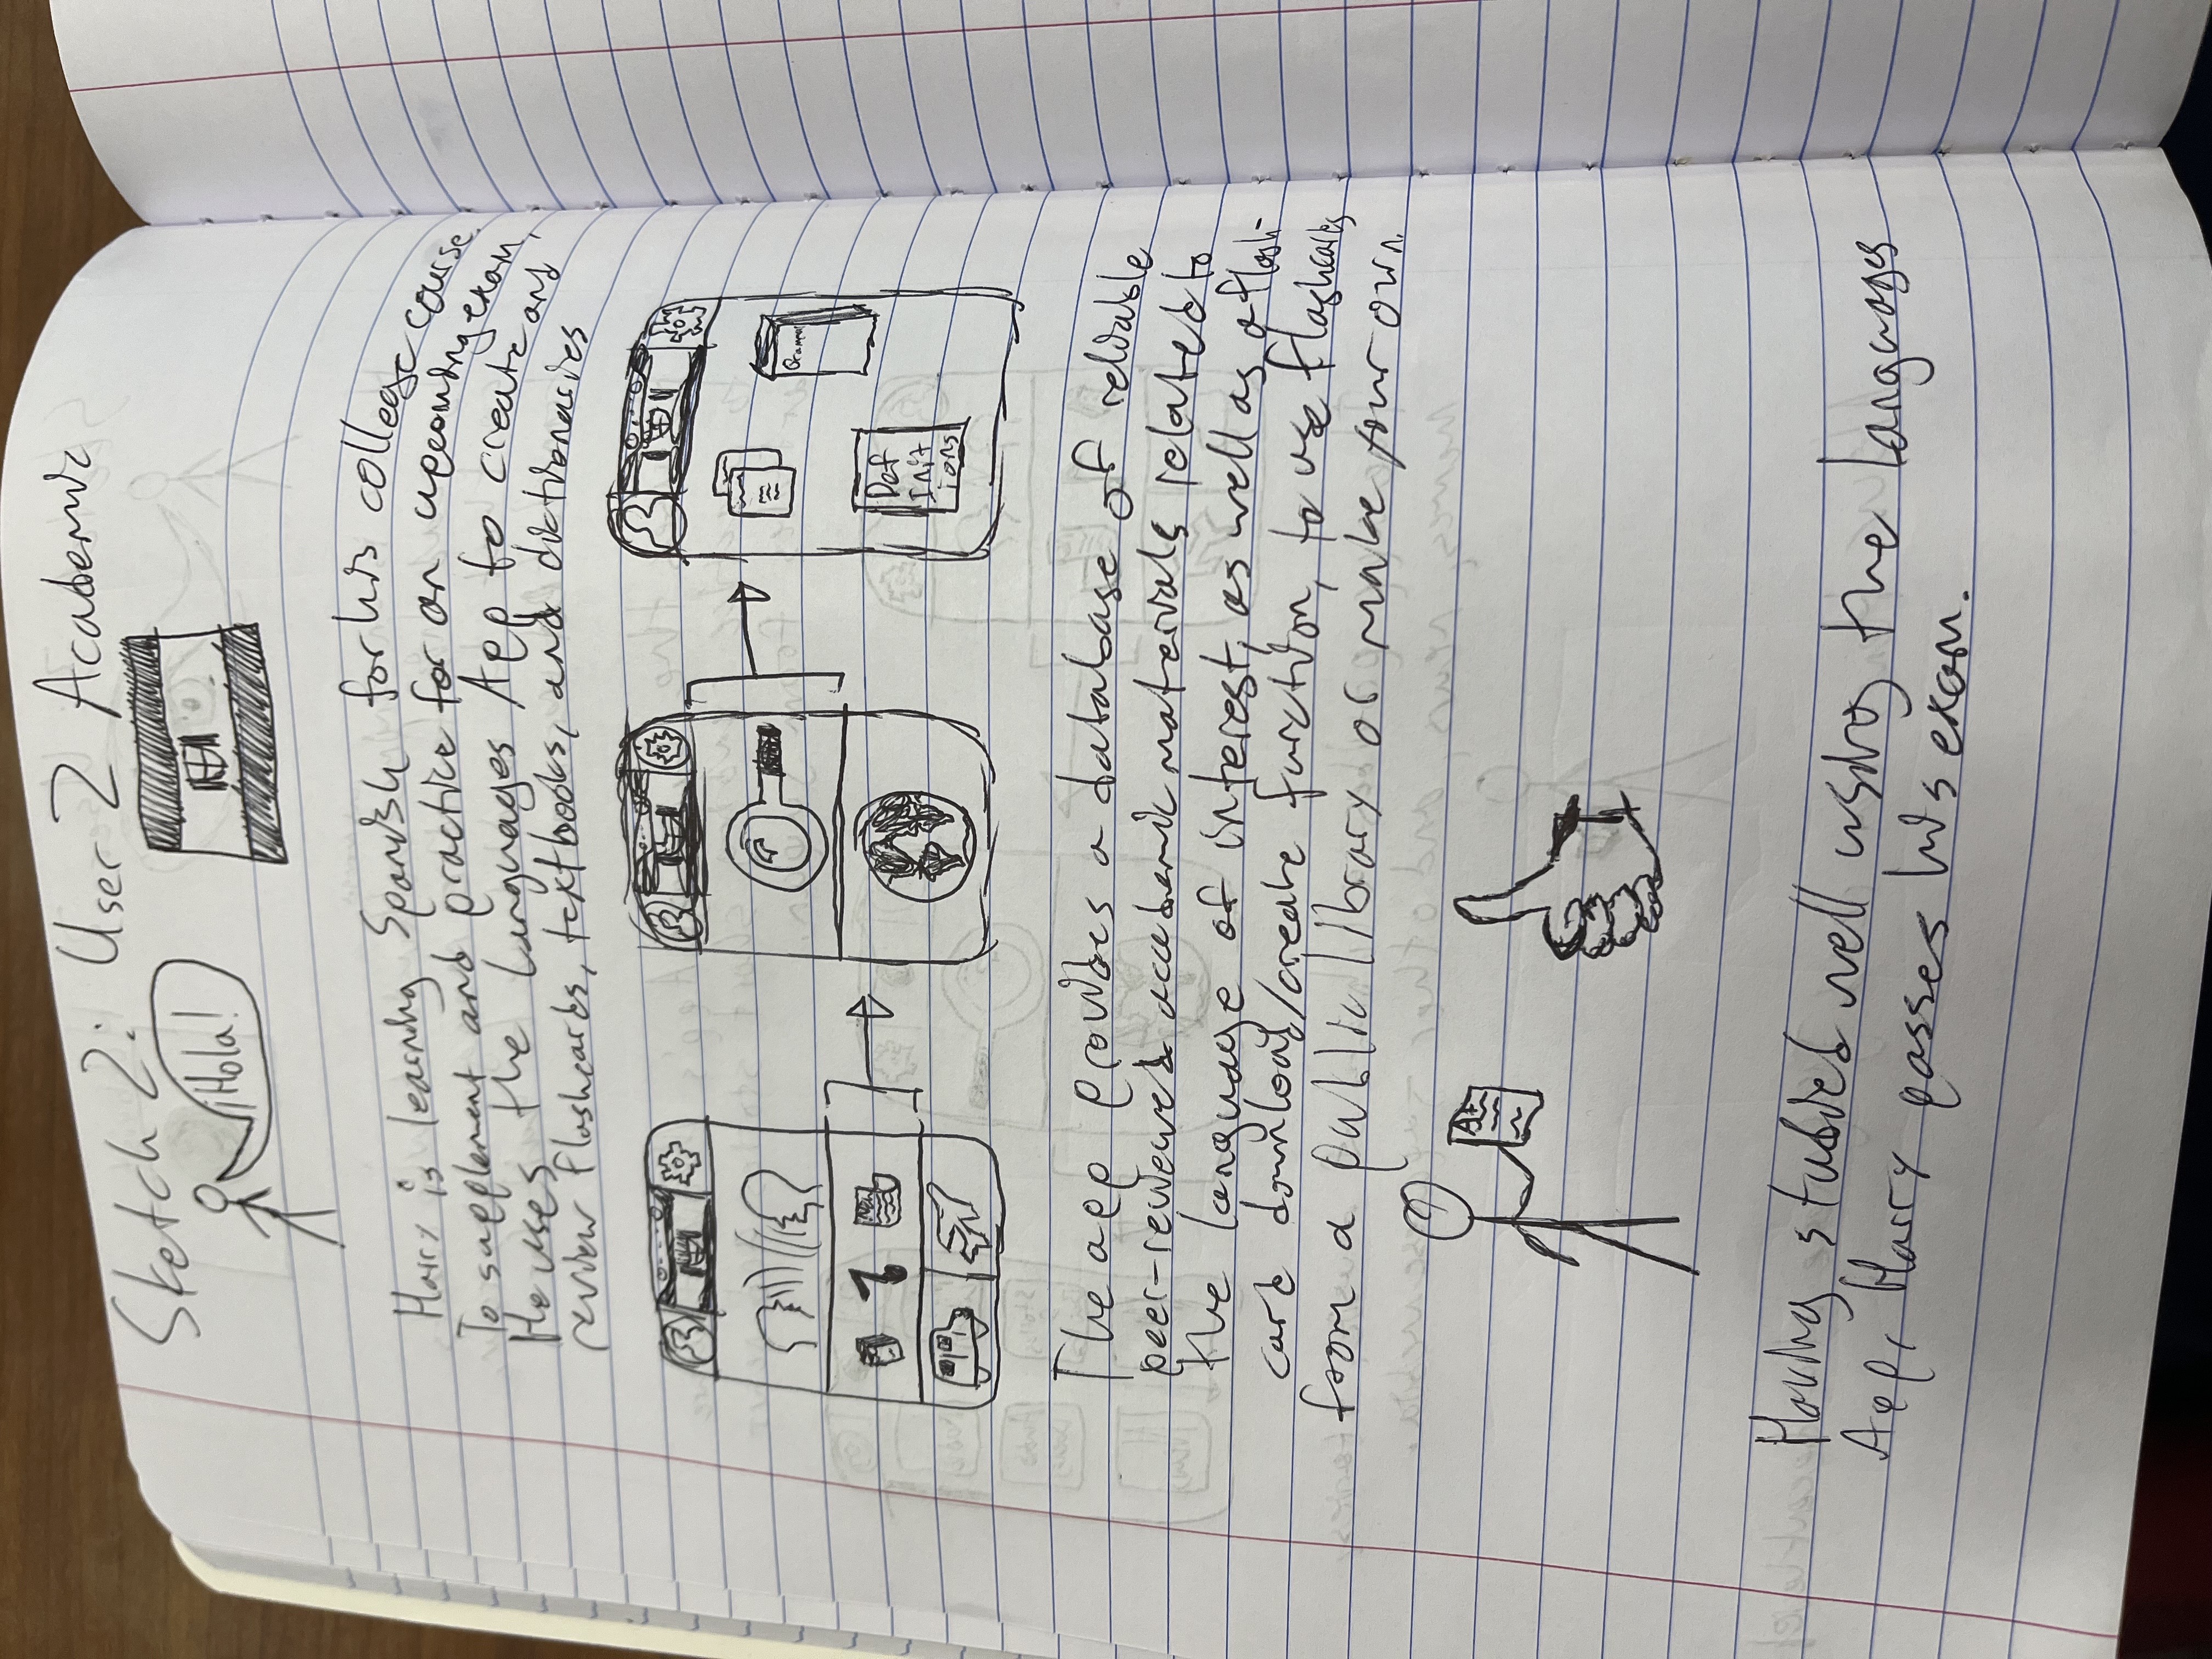 Sketch 2: User 2 Academic
¡Hola!
Harry is learning Spanish for his college course.
To supplement and practice for an upcoming exam,
He uses the Languages App to create and
review flashcards, textbooks, and dictionaries
Grammar
Def
Init
ions
The app provides a database of reliable
peer-reviewed academic materials related to
the language of interest, as well as a flash-
card download/create function, to use flashcards
from a public library or make your own.
A+
Having studied well using the Languages
App, Harry passes his exam.